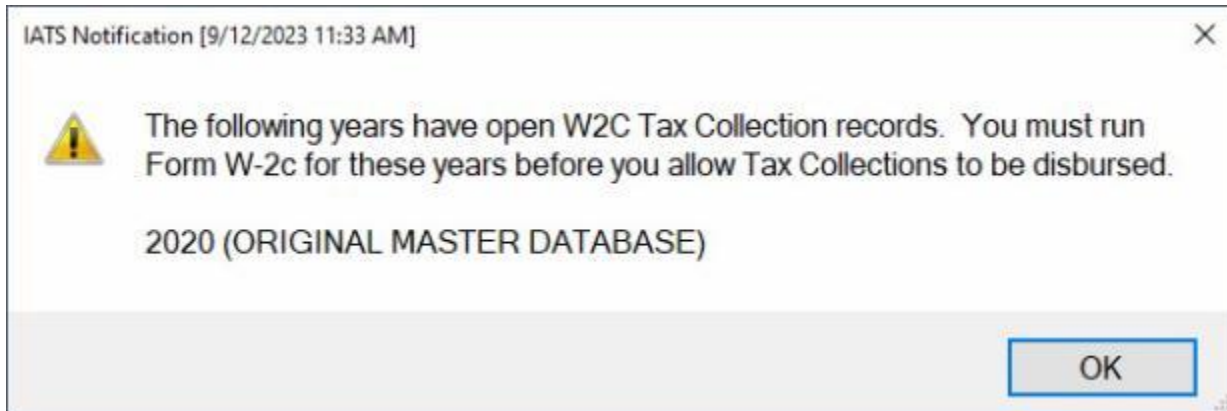 IATS Notification [9/12/2023 11:33 AM]
The following years have open W2C Tax Collection records.  You must run
Form W-2c for these years before you allow Tax Collections to be disbursed.
2020 (ORIGINAL MASTER DATABASE)
OK